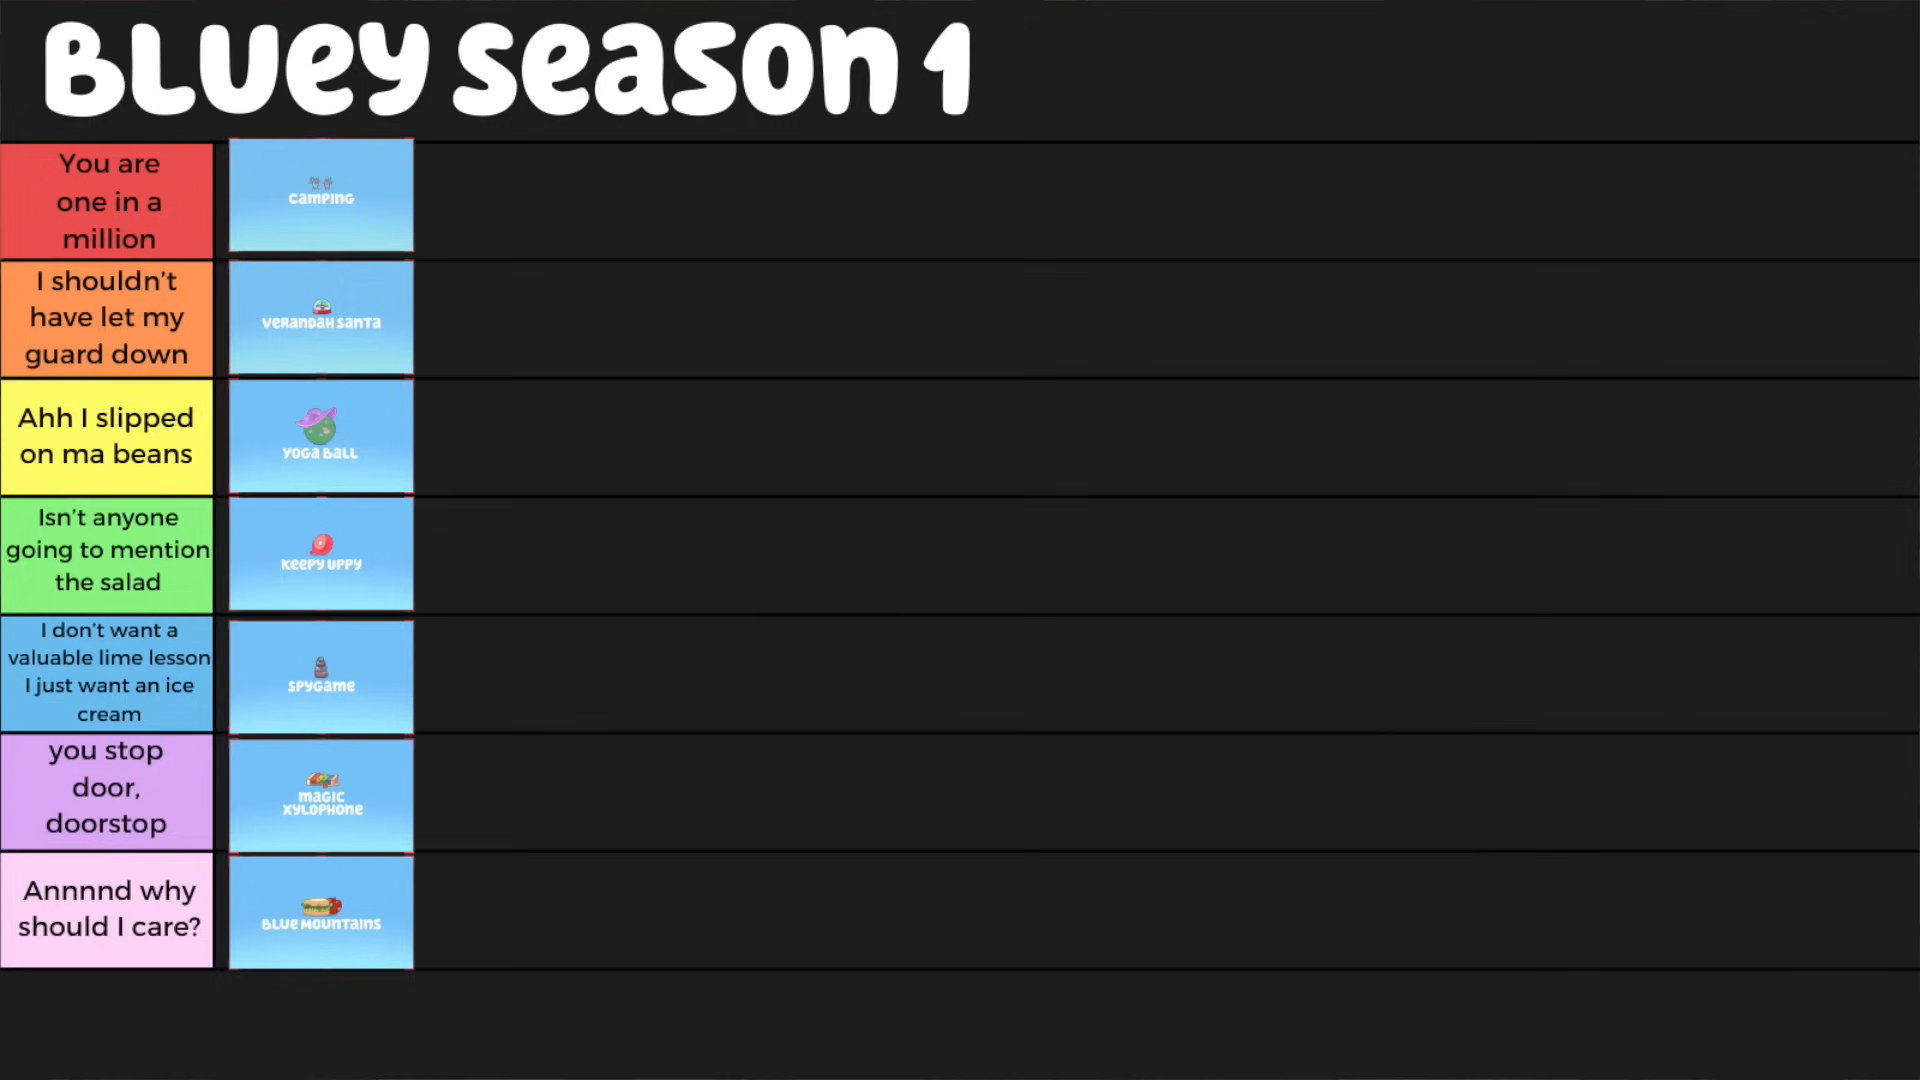 BLUEY SEASON 1
You are
one in a
million
CAMPING
I shouldn't
have let my
guard down
VERANDAH SANTA
Ahh I slipped
on ma beans
YOGA BALL
Isn't anyone
going to mention
the salad
KEEPY UPPY
I don't want a
valuable lime lesson
I just want an ice
cream
SPYGAME
you stop
door,
doorstop
MAGIC
XYLOPHONE
Annnnd why
should I care?
BLUE MOUNTAINS